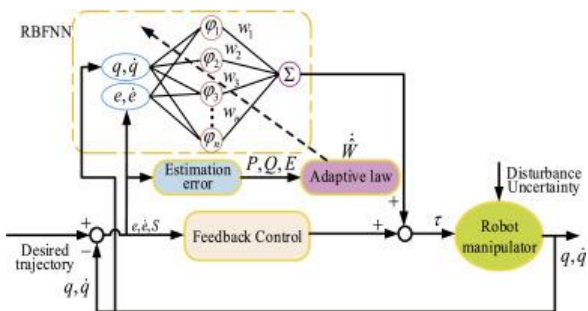 RBFNN
φ₁
w₁
φ₂
w₂
q, q̇
Σ
φ₃
w₃
e, ė
wₙ
φₙ
Ŵ̇
P, Q, E
Estimation
error
Adaptive law
Disturbance
Uncertainty
+
+
e, ė, S
Feedback Control
+
τ
Robot
manipulator
Desired
trajectory
−
q, q̇
q, q̇